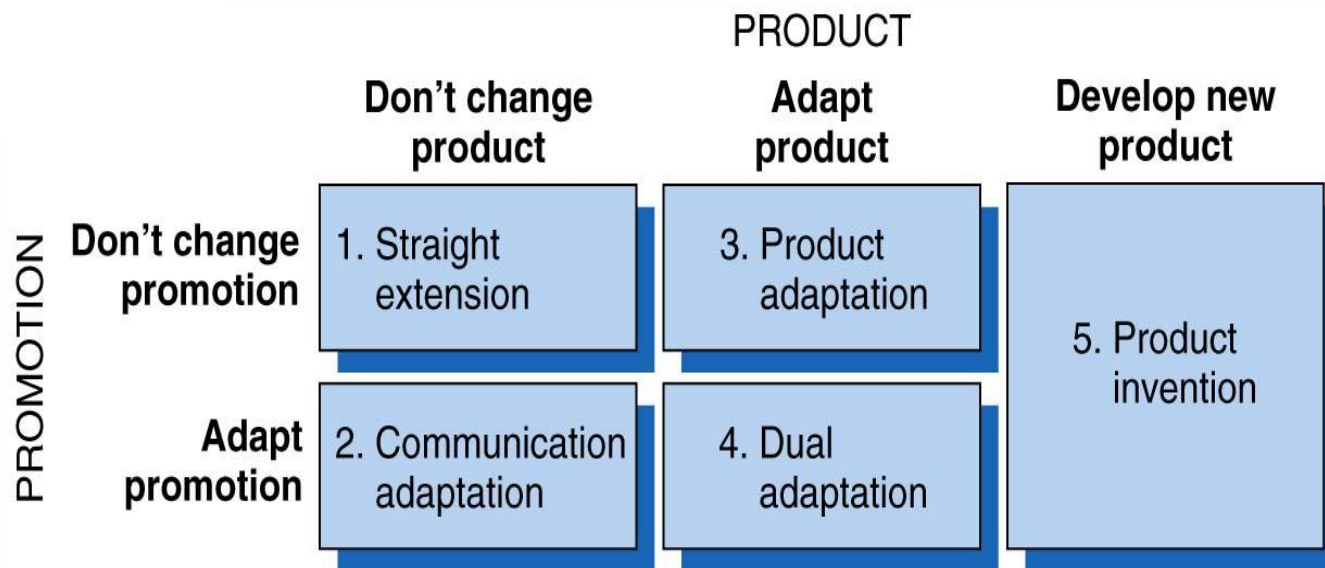 PRODUCT
Don’t change
product
Adapt
product
Develop new
product
PROMOTION
Don’t change
promotion
1. Straight
extension
3. Product
adaptation
5. Product
invention
Adapt
promotion
2. Communication
adaptation
4. Dual
adaptation